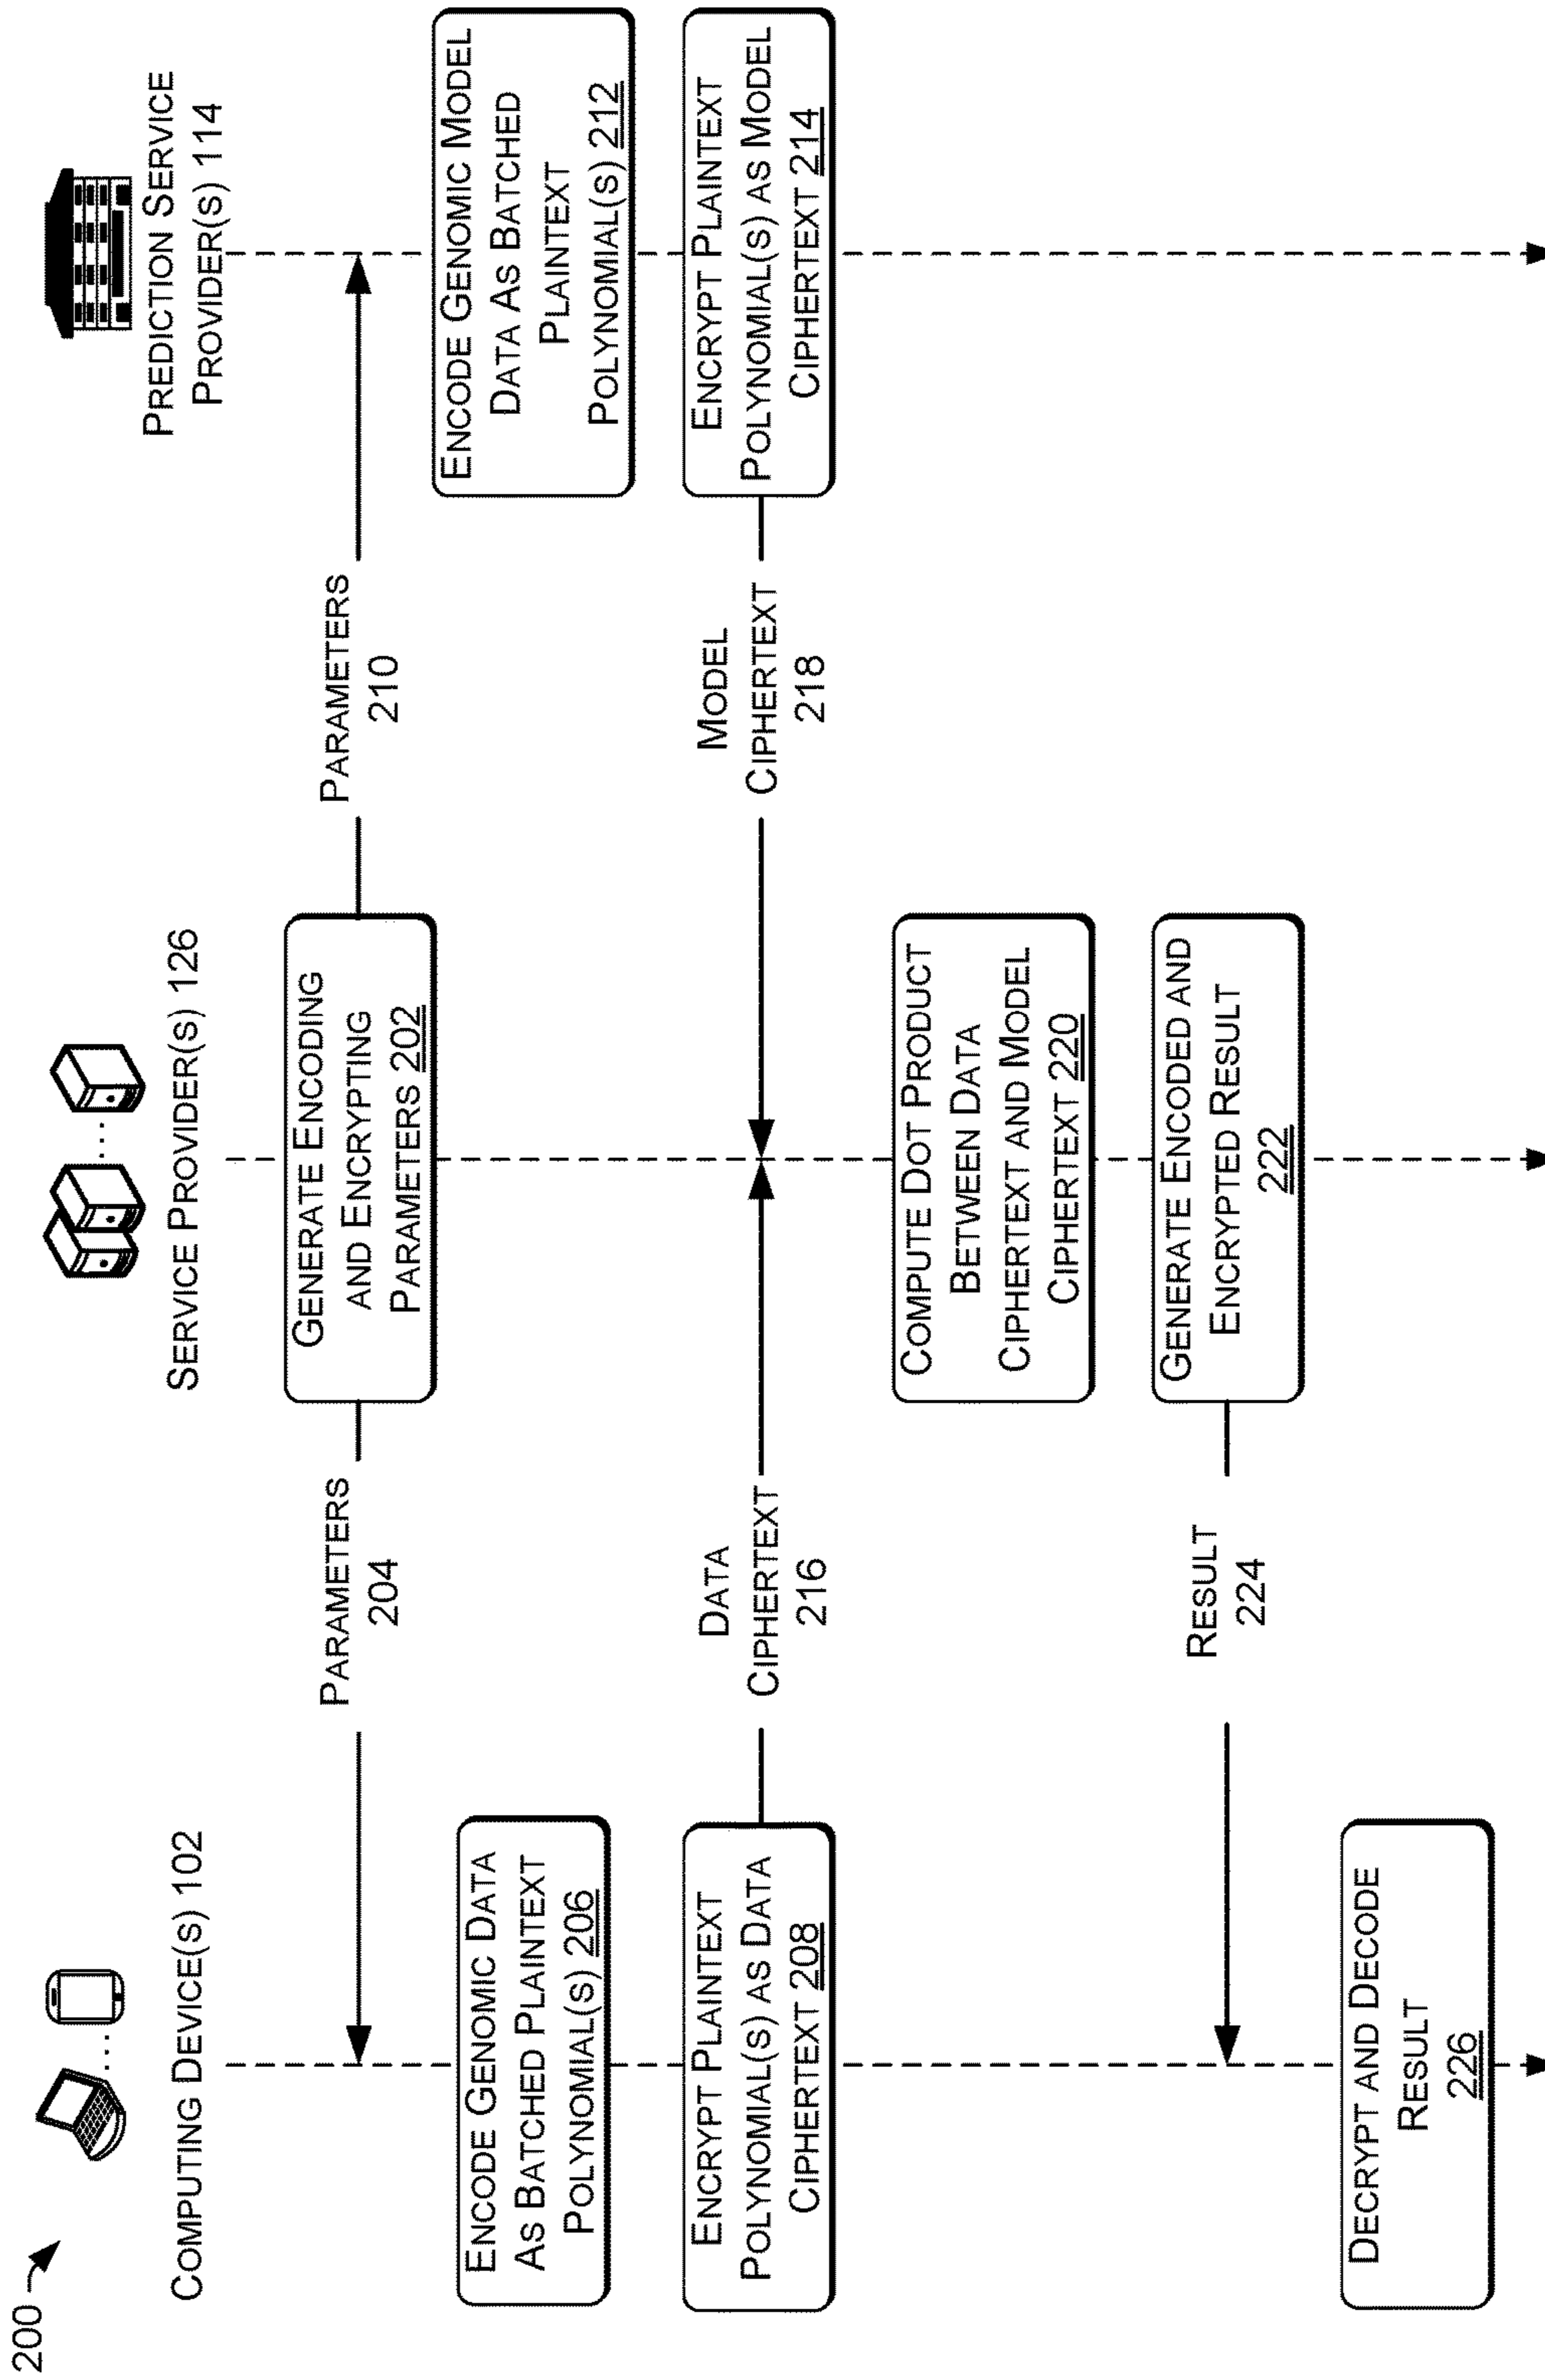 200
COMPUTING DEVICE(S) 102
SERVICE PROVIDER(S) 126
PREDICTION SERVICE
PROVIDER(S) 114
GENERATE ENCODING
AND ENCRYPTING
PARAMETERS 202
PARAMETERS
204
PARAMETERS
210
ENCODE GENOMIC DATA
AS BATCHED PLAINTEXT
POLYNOMIAL(S) 206
ENCODE GENOMIC MODEL
DATA AS BATCHED
PLAINTEXT
POLYNOMIAL(S) 212
ENCRYPT PLAINTEXT
POLYNOMIAL(S) AS DATA
CIPHERTEXT 208
DATA
CIPHERTEXT
216
MODEL
CIPHERTEXT
218
ENCRYPT PLAINTEXT
POLYNOMIAL(S) AS MODEL
CIPHERTEXT 214
COMPUTE DOT PRODUCT
BETWEEN DATA
CIPHERTEXT AND MODEL
CIPHERTEXT 220
GENERATE ENCODED AND
ENCRYPTED RESULT
222
RESULT
224
DECRYPT AND DECODE
RESULT
226